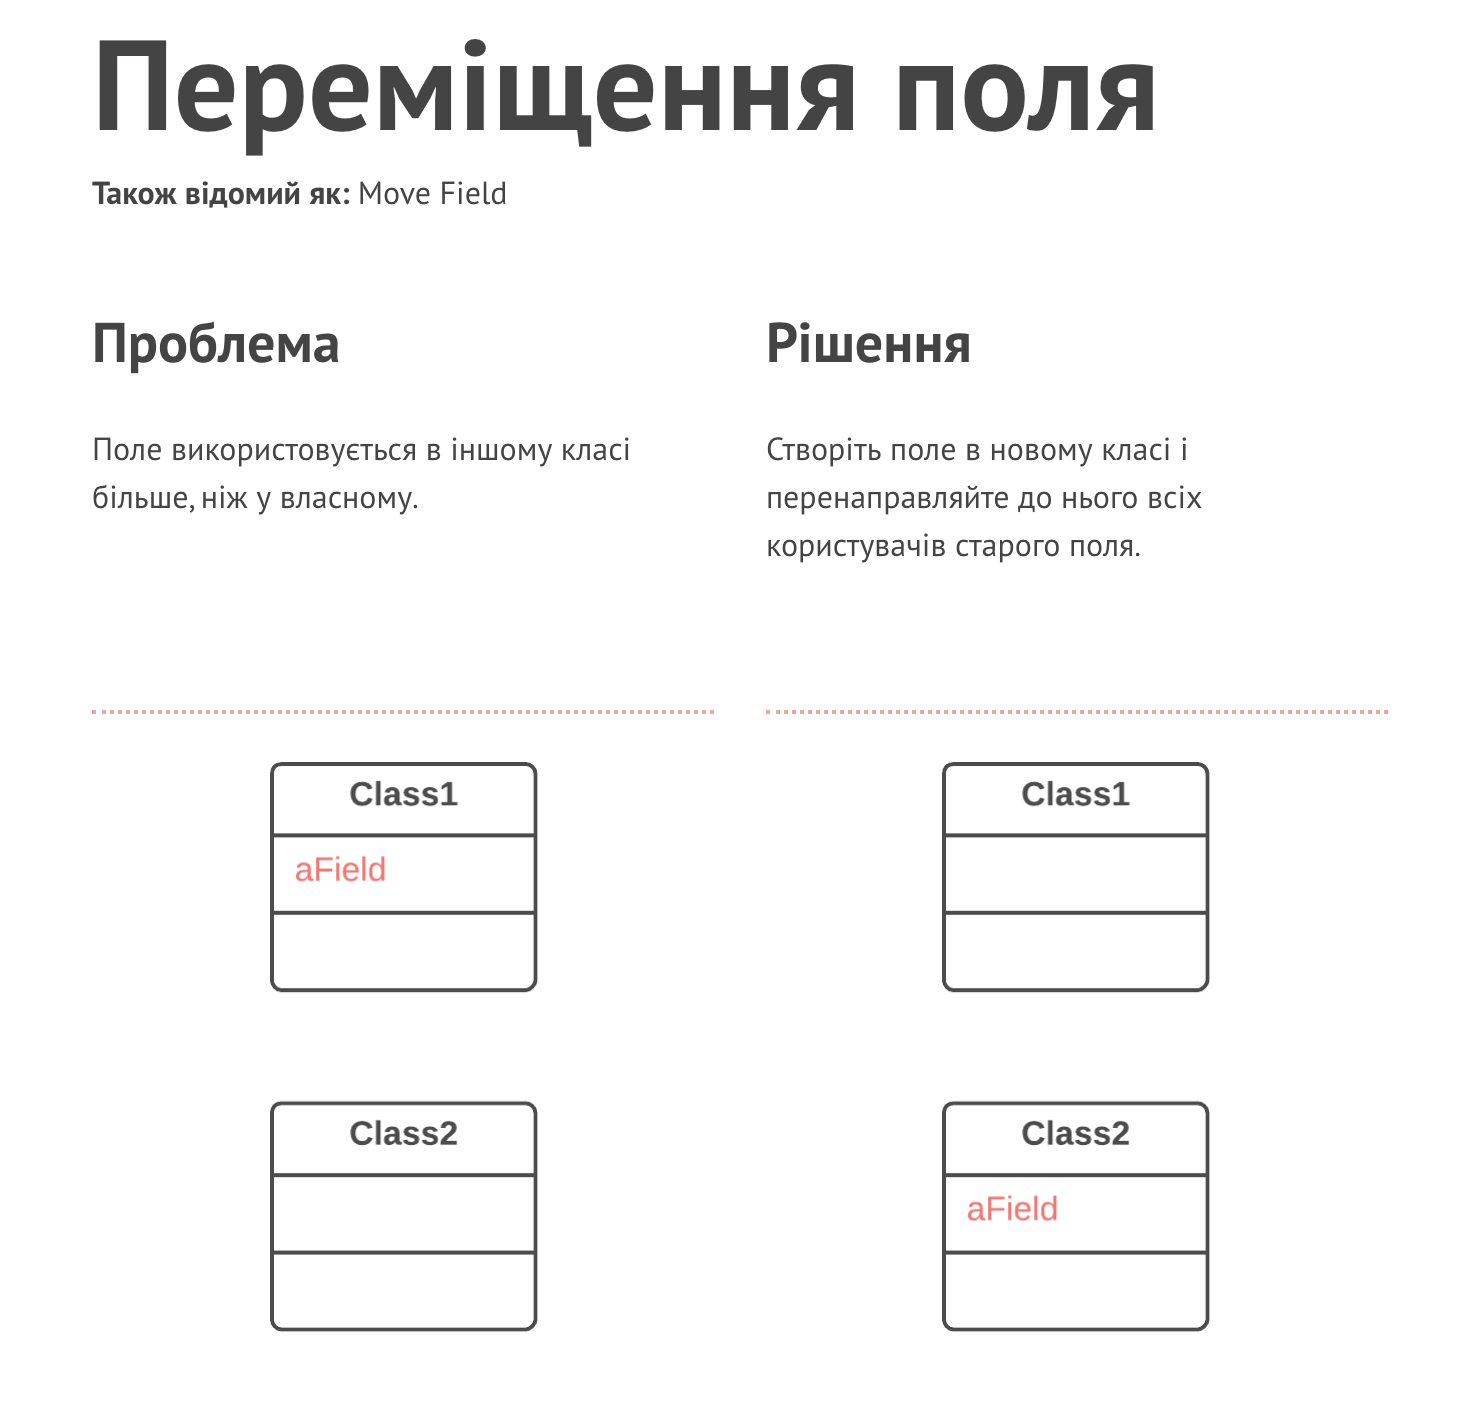 Переміщення поля
Також відомий як: Move Field
Проблема
Поле використовується в іншому класі
більше, ніж у власному.
Рішення
Створіть поле в новому класі і
перенаправляйте до нього всіх
користувачів старого поля.
Class1
aField
Class2
Class1
Class2
aField